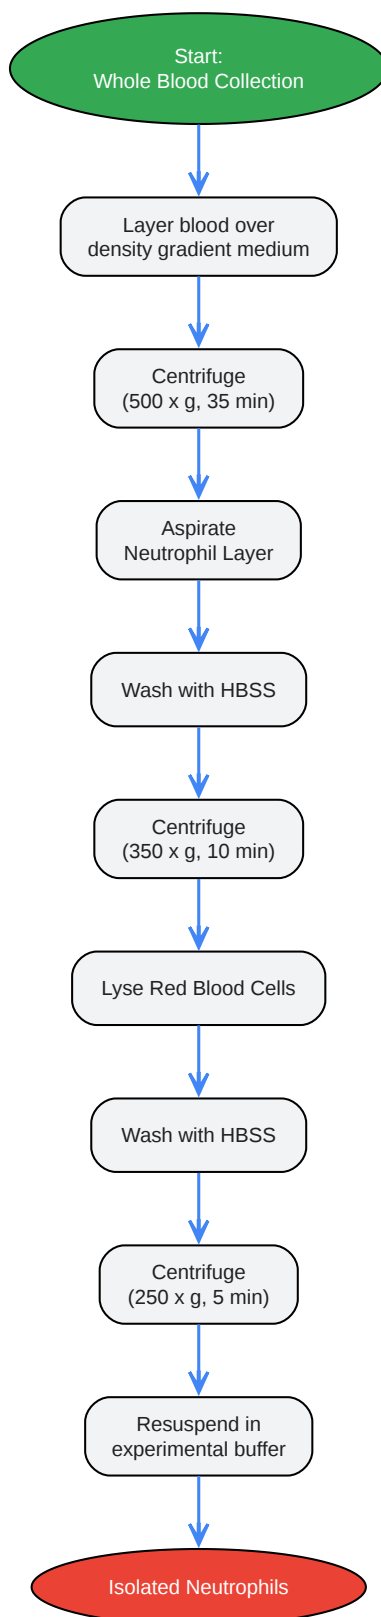 Start:
Whole Blood Collection
Layer blood over
density gradient medium
Centrifuge
(500 x g, 35 min)
Aspirate
Neutrophil Layer
Wash with HBSS
Centrifuge
(350 x g, 10 min)
Lyse Red Blood Cells
Wash with HBSS
Centrifuge
(250 x g, 5 min)
Resuspend in
experimental buffer
Isolated Neutrophils